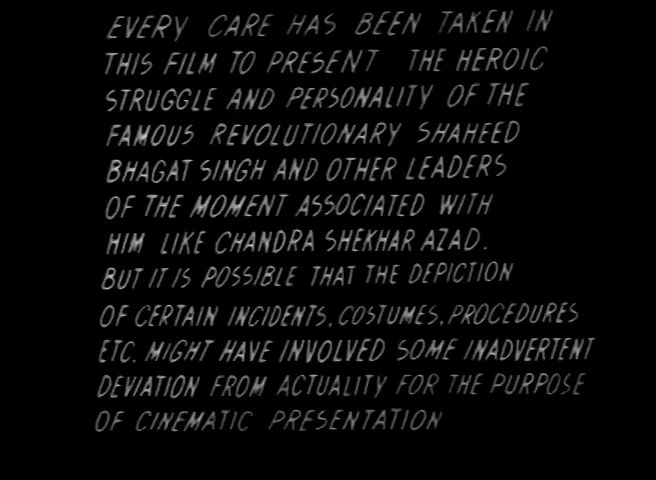 EVERY CARE HAS BEEN TAKEN IN
THIS FILM TO PRESENT THE HEROIC
STRUGGLE AND PERSONALITY OF THE
FAMOUS REVOLUTIONARY SHAHEED
BHAGAT SINGH AND OTHER LEADERS
OF THE MOMENT ASSOCIATED WITH
HIM LIKE CHANDRA SHEKHAR AZAD.
BUT IT IS POSSIBLE THAT THE DEPICTION
OF CERTAIN INCIDENTS, COSTUMES, PROCEDURES
ETC. MIGHT HAVE INVOLVED SOME INADVERTENT
DEVIATION FROM ACTUALITY FOR THE PURPOSE
OF CINEMATIC PRESENTATION